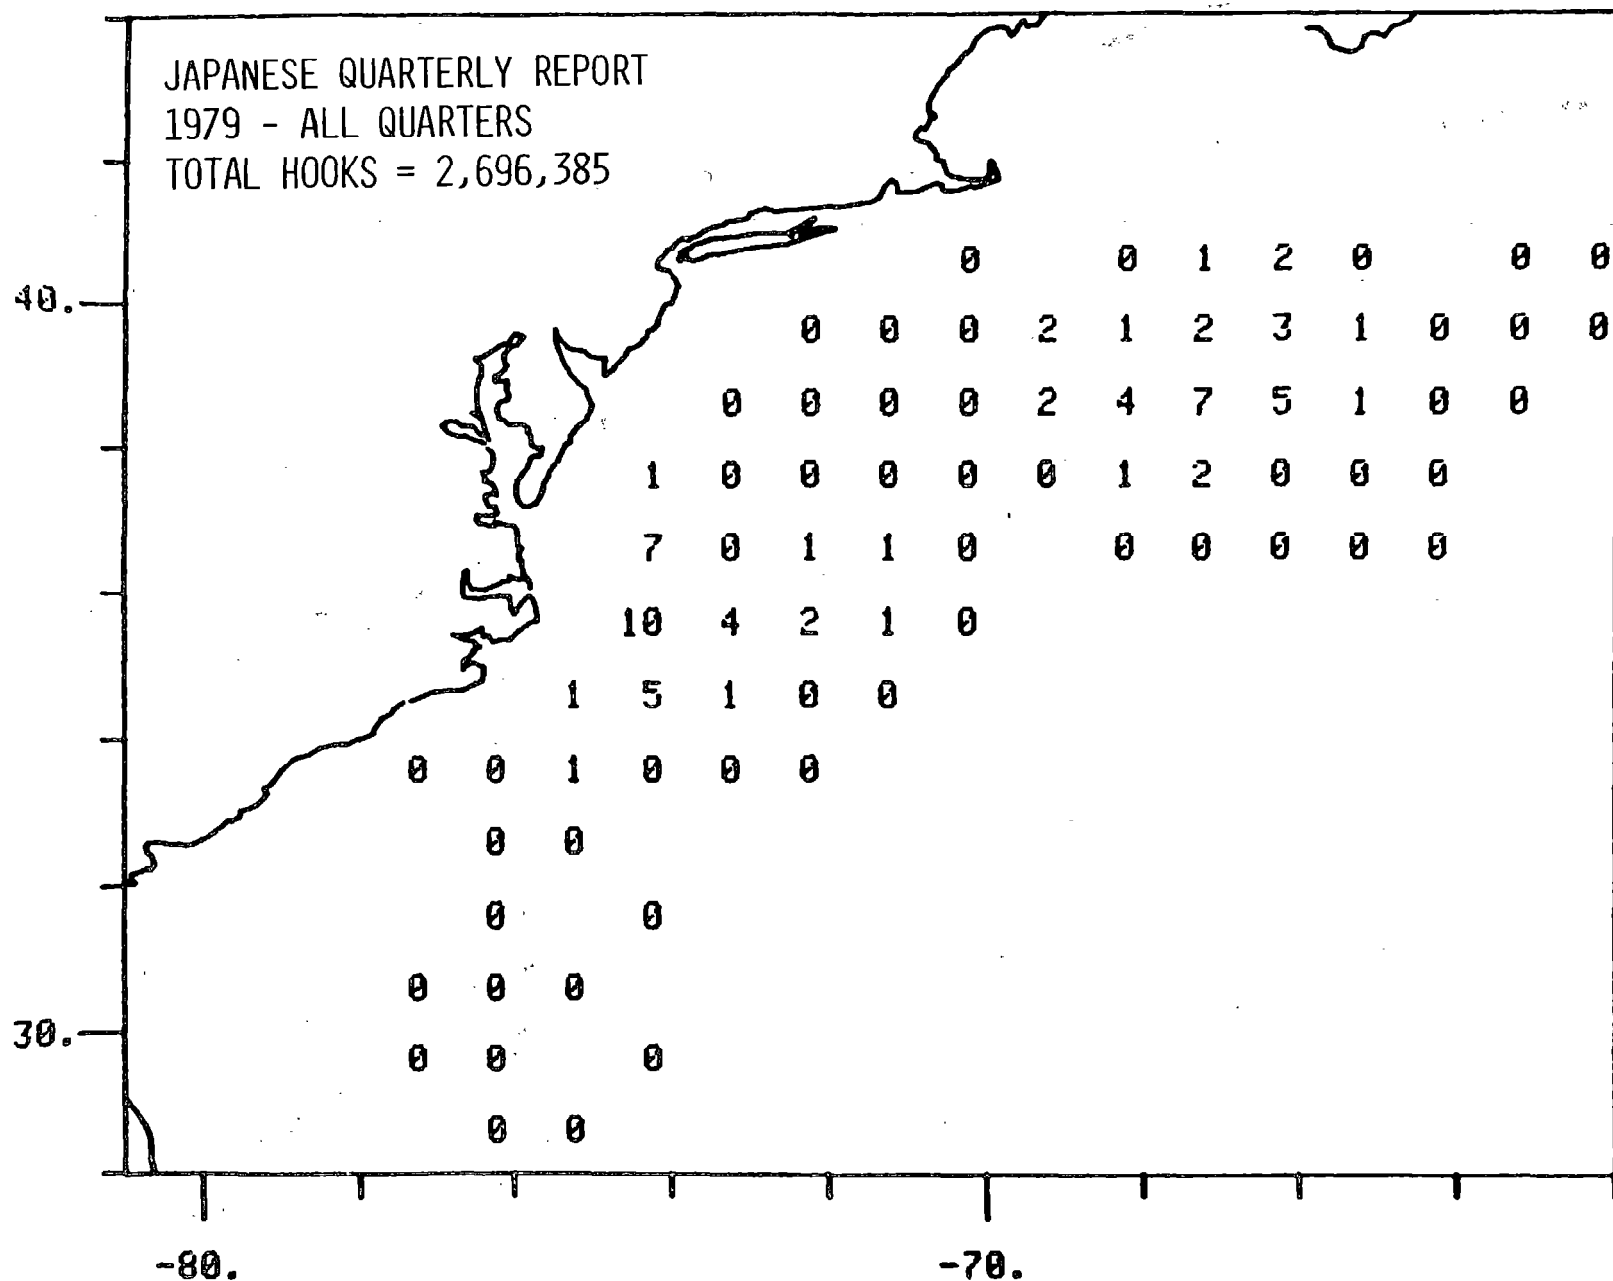 JAPANESE QUARTERLY REPORT
1979 - ALL QUARTERS
TOTAL HOOKS = 2,696,385
0 0 1 2 0 0 0
40.
0 0 0 2 1 2 3 1 0 0 0
0 0 0 0 2 4 7 5 1 0 0
1 0 0 0 0 0 1 2 0 0 0
7 0 1 1 0 0 0 0 0 0
10 4 2 1 0
1 5 1 0 0
0 0 1 0 0 0
0 0
0 0
0 0 0
30.
0 0 0
0 0
-80. -70.